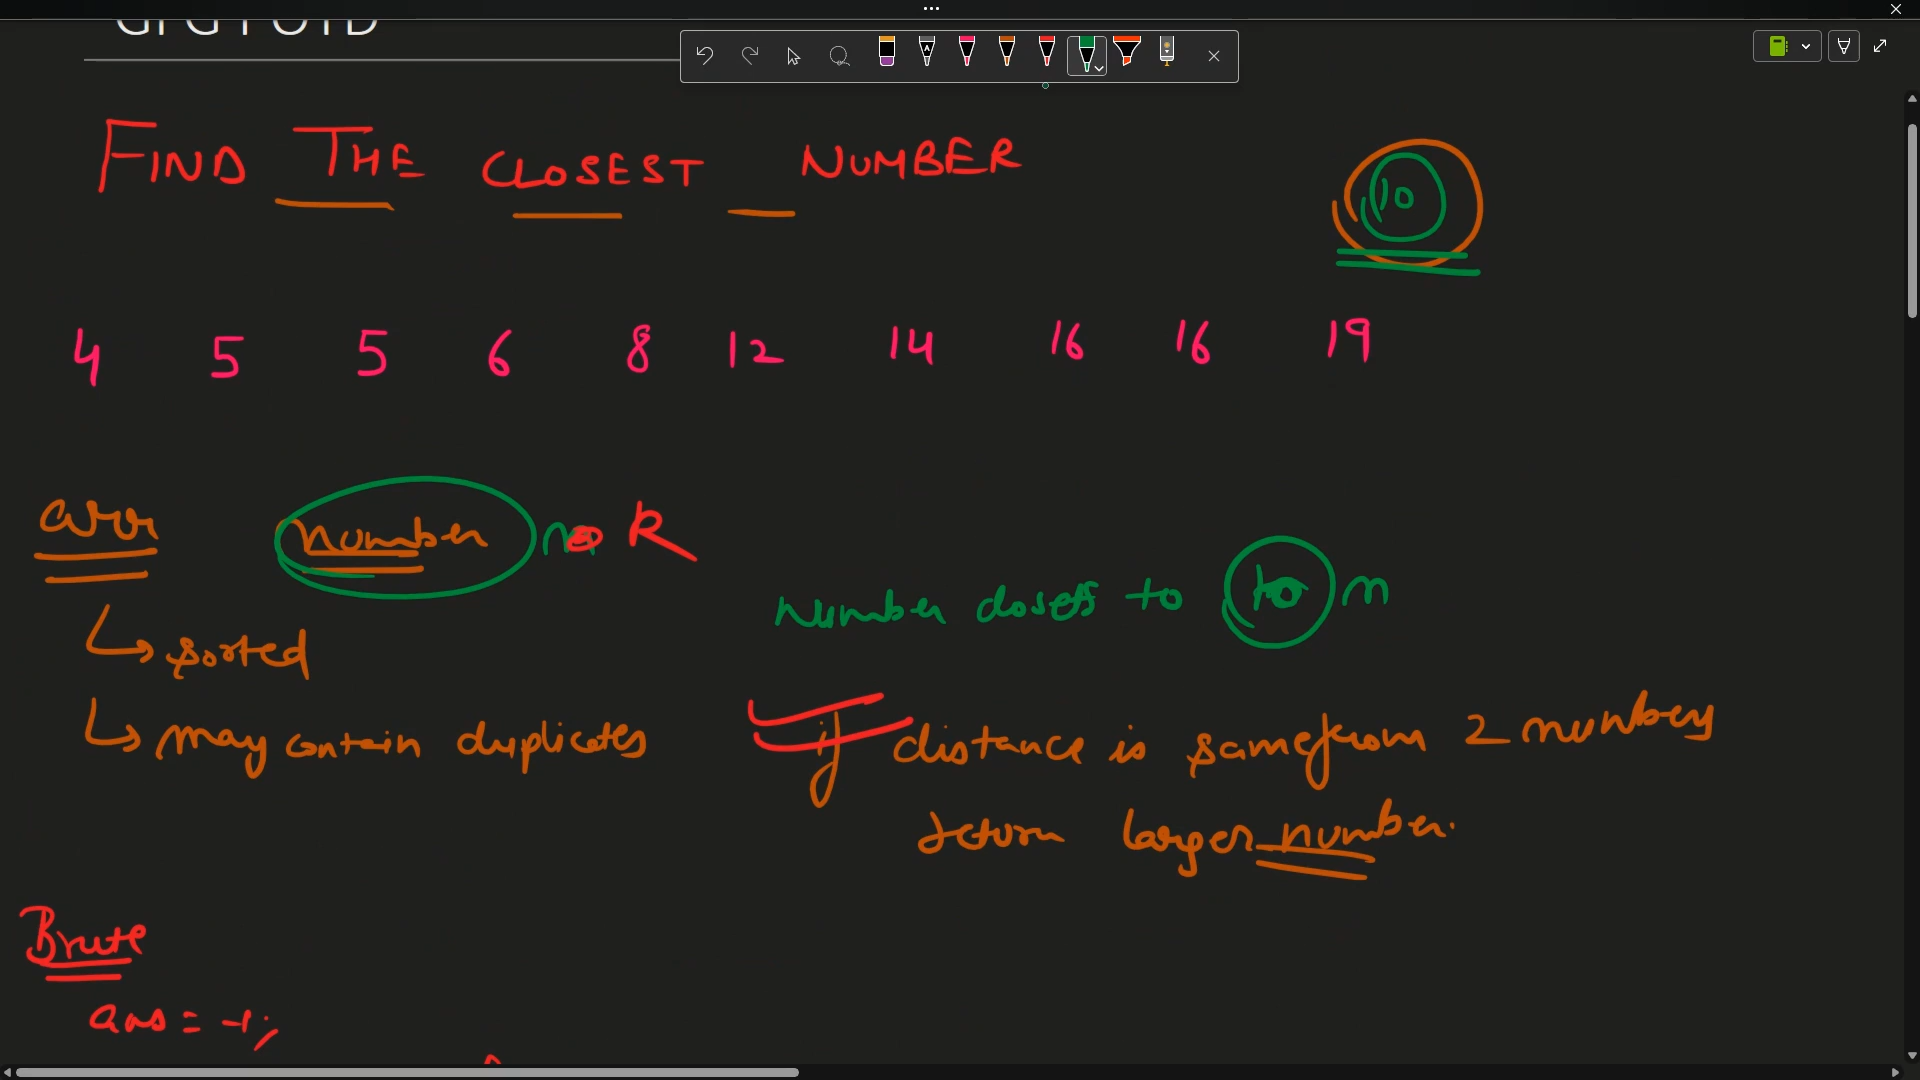 GFG POTD
FIND THE CLOSEST NUMBER
10
4 5 5 6 8 12 14 16 16 19
arr number K
Number closest to 10 n
sorted
may contain duplicates
if distance is same from 2 numbers
return larger number.
Brute
ans = -1;